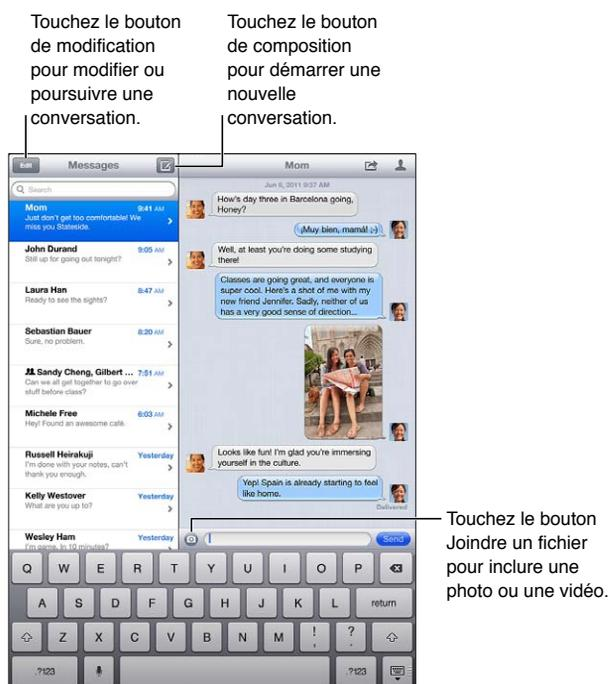 Touchez le bouton
de modification
pour modifier ou
poursuivre une
conversation.
Touchez le bouton
de composition
pour démarrer une
nouvelle
conversation.
Edit
Messages
Mom
Search
Mom 9:41 AM
Just don't get too comfortable! We
miss you Stateside.
John Durand 9:05 AM
Still up for going out tonight?
Laura Han 8:47 AM
Ready to see the sights?
Sebastian Bauer 8:20 AM
Sure, no problem.
Sandy Cheng, Gilbert ... 7:51 AM
Can we all get together to go over
stuff before class?
Michele Free 6:03 AM
Hey! Found an awesome café.
Russell Heirakuji Yesterday
I'm done with your notes, can't
thank you enough.
Kelly Westover Yesterday
What are you up to?
Wesley Ham Yesterday
I'm game. In 10 minutes?
Jun 6, 2011 9:37 AM
How's day three in Barcelona going,
Honey?
¡Muy bien, mamá! ;-)
Well, at least you're doing some studying
there!
Classes are going great, and everyone is
super cool. Here's a shot of me with my
new friend Jennifer. Sadly, neither of us
has a very good sense of direction...
Looks like fun! I'm glad you're immersing
yourself in the culture.
Yep! Spain is already starting to feel
like home.
Delivered
Send
Touchez le bouton
Joindre un fichier
pour inclure une
photo ou une vidéo.
Q W E R T Y U I O P
A S D F G H J K L return
Z X C V B N M ! , ? .
.?123 .?123